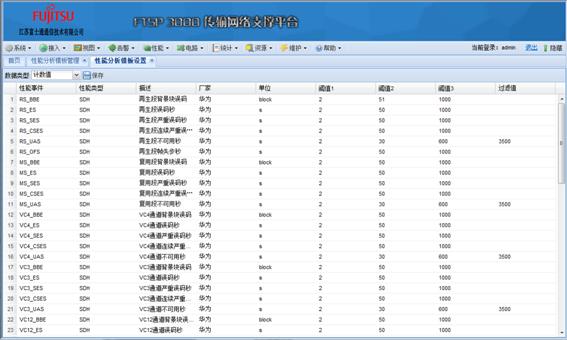 FUJITSU
江苏富士通通信技术有限公司
FTSP 3000 传输网络支撑平台
系统 接入 视图 告警 性能 电路 统计 资源 维护 帮助 当前登录: admin 退出 隐藏
首页 性能分析模板管理 性能分析模板设置
数据类型 计数值 保存
性能事件 性能类型 描述 厂家 单位 阈值1 阈值2 阈值3 过滤值
1 RS_BBE SDH 再生段背景块误码 华为 block 2 51 1000
2 RS_ES SDH 再生段误码秒 华为 s 2 50 1000
3 RS_SES SDH 再生段严重误码秒 华为 s 2 50 1000
4 RS_CSES SDH 再生段连续严重误··· 华为 s 2 50 1000
5 RS_UAS SDH 再生段不可用秒 华为 s 2 30 600 3500
6 RS_OFS SDH 再生段帧失步秒 华为 s 2 50 1000
7 MS_BBE SDH 复用段背景块误码 华为 block 2 50 1000
8 MS_ES SDH 复用段误码秒 华为 s 2 50 1000
9 MS_SES SDH 复用段严重误码秒 华为 s 2 50 1000
10 MS_CSES SDH 复用段连续严重误··· 华为 s 2 50 1000
11 MS_UAS SDH 复用段不可用秒 华为 s 2 30 600 3500
12 VC4_BBE SDH VC4通道背景块误码 华为 block 2 50 1000
13 VC4_ES SDH VC4通道误码秒 华为 s 2 50 1000
14 VC4_SES SDH VC4通道严重误码秒 华为 s 2 50 1000
15 VC4_CSES SDH VC4通道连续严重... 华为 s 2 50 1000
16 VC4_UAS SDH VC4通道不可用秒 华为 s 2 30 600 3500
17 VC3_BBE SDH VC3通道背景块误码 华为 block 2 50 1000
18 VC3_ES SDH VC3通道误码秒 华为 s 2 50 1000
19 VC3_SES SDH VC3通道严重误码秒 华为 s 2 50 1000
20 VC3_CSES SDH VC3通道连续严重... 华为 s 2 50 1000
21 VC3_UAS SDH VC3通道不可用秒 华为 s 2 30 600 3500
22 VC12_BBE SDH VC12通道背景块误... 华为 block 2 50 1000
23 VC12_ES SDH VC12通道误码秒 华为 s 2 50 1000